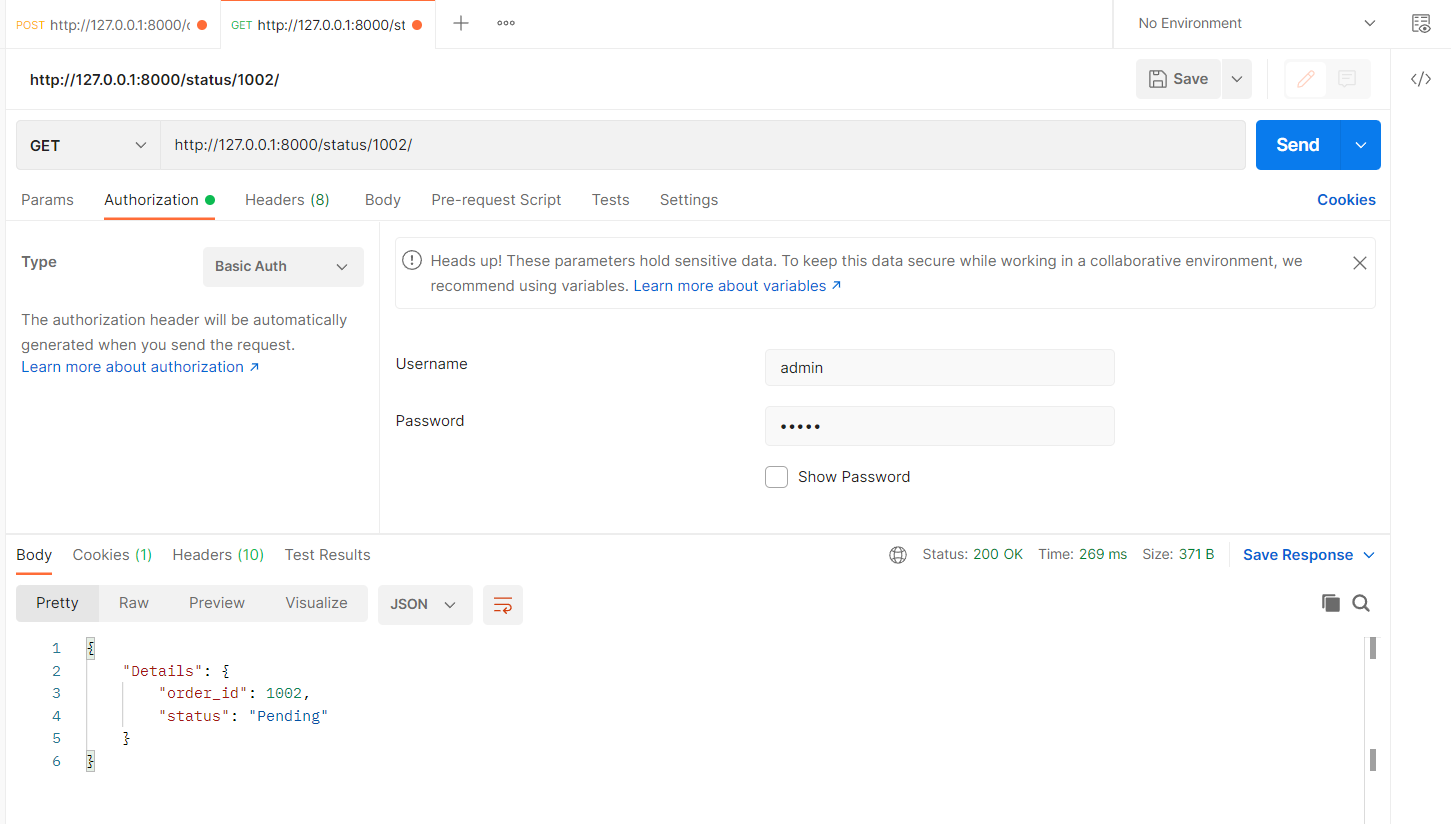 POST http://127.0.0.1:8000/ GET http://127.0.0.1:8000/st No Environment
http://127.0.0.1:8000/status/1002/ Save </>
GET http://127.0.0.1:8000/status/1002/ Send
Params Authorization Headers (8) Body Pre-request Script Tests Settings Cookies
Type Basic Auth
The authorization header will be automatically
generated when you send the request.
Learn more about authorization ↗
Heads up! These parameters hold sensitive data. To keep this data secure while working in a collaborative environment, we
recommend using variables. Learn more about variables ↗
Username admin
Password •••••
Show Password
Body Cookies (1) Headers (10) Test Results Status: 200 OK Time: 269 ms Size: 371 B Save Response
Pretty Raw Preview Visualize JSON
1 {
2 "Details": {
3 "order_id": 1002,
4 "status": "Pending"
5 }
6 }